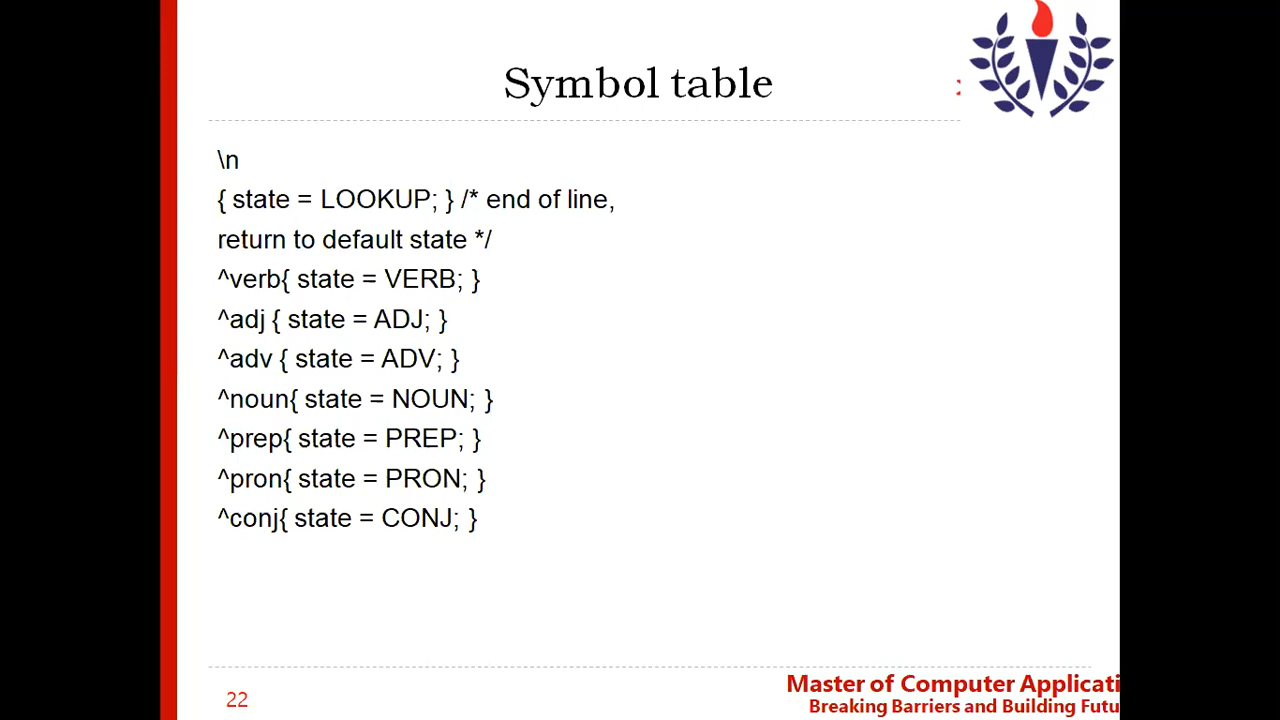 Symbol table
\n
{ state = LOOKUP; } /* end of line,
return to default state */
^verb{ state = VERB; }
^adj { state = ADJ; }
^adv { state = ADV; }
^noun{ state = NOUN; }
^prep{ state = PREP; }
^pron{ state = PRON; }
^conj{ state = CONJ; }
22
Master of Computer Applicati
Breaking Barriers and Building Futu